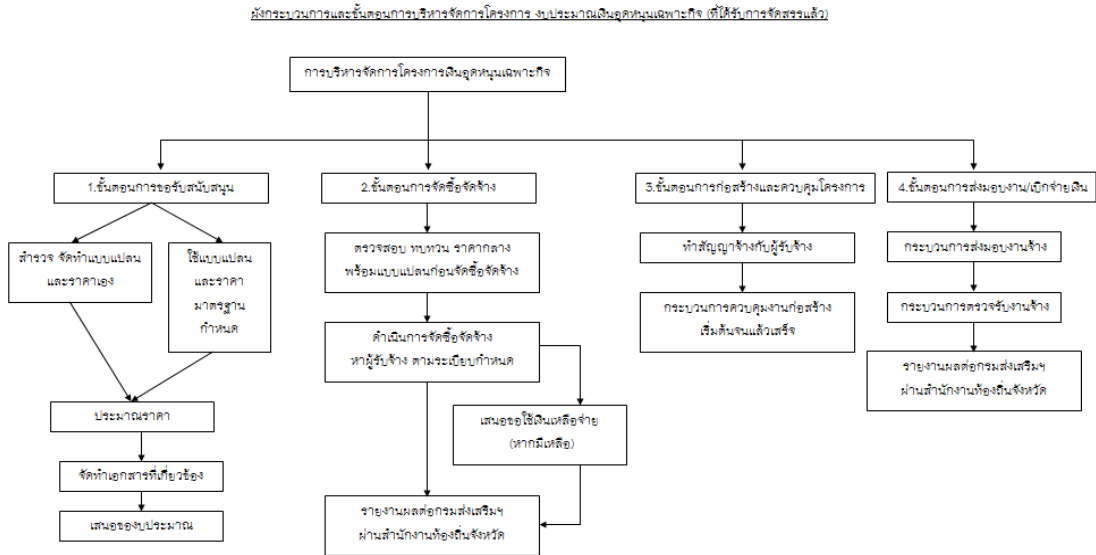 ผังกระบวนการและขั้นตอนการบริหารจัดการโครงการ งบประมาณเงินอุดหนุนเฉพาะกิจ (ที่ได้รับการจัดสรรแล้ว)
การบริหารจัดการโครงการเงินอุดหนุนเฉพาะกิจ
1.ขั้นตอนการขอรับสนับสนุน
สำรวจ จัดทำแบบแปลน
และราคาเอง
ใช้แบบแปลน
และราคา
มาตรฐาน
กำหนด
ประมาณราคา
จัดทำเอกสารที่เกี่ยวข้อง
เสนอของบประมาณ
2.ขั้นตอนการจัดซื้อจัดจ้าง
ตรวจสอบ ทบทวน ราคากลาง
พร้อมแบบแปลนก่อนจัดซื้อจัดจ้าง
ดำเนินการจัดซื้อจัดจ้าง
หาผู้รับจ้าง ตามระเบียบกำหนด
เสนอขอใช้เงินเหลือจ่าย
(หากมีเหลือ)
รายงานผลต่อกรมส่งเสริมฯ
ผ่านสำนักงานท้องถิ่นจังหวัด
3.ขั้นตอนการก่อสร้างและควบคุมโครงการ
ทำสัญญาจ้างกับผู้รับจ้าง
กระบวนการควบคุมงานก่อสร้าง
เริ่มต้นจนแล้วเสร็จ
4.ขั้นตอนการส่งมอบงาน/เบิกจ่ายเงิน
กระบวนการส่งมอบงานจ้าง
กระบวนการตรวจรับงานจ้าง
รายงานผลต่อกรมส่งเสริมฯ
ผ่านสำนักงานท้องถิ่นจังหวัด